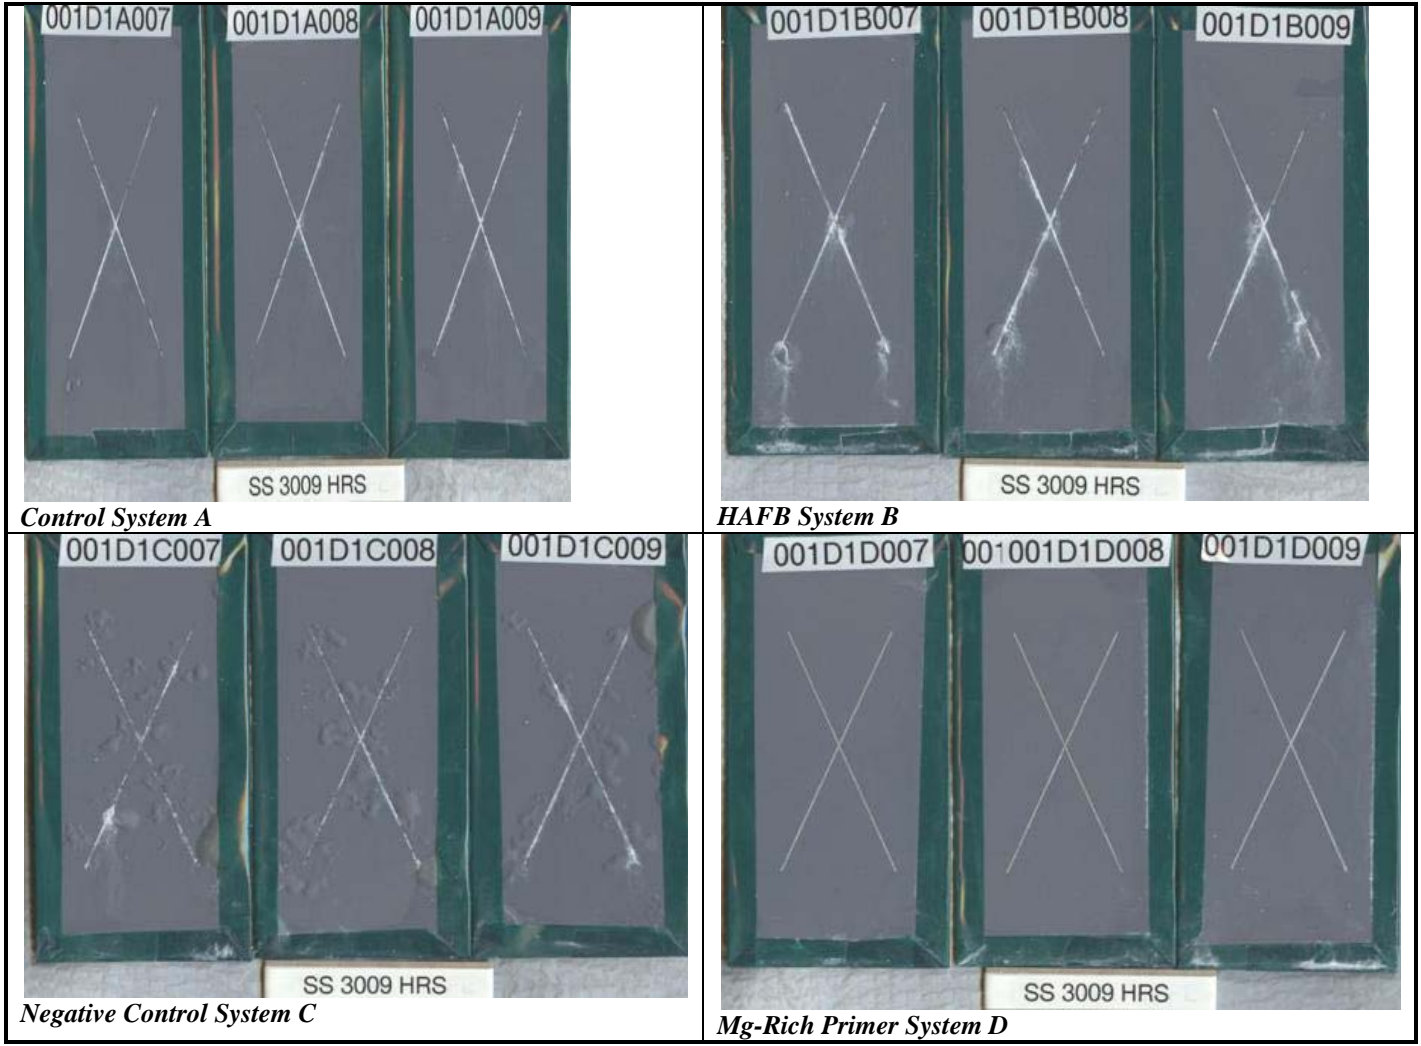 001D1A007 001D1A008 001D1A009
SS 3009 HRS
Control System A
001D1B007 001D1B008 001D1B009
SS 3009 HRS
HAFB System B
001D1C007 001D1C008 001D1C009
SS 3009 HRS
Negative Control System C
001D1D007 001001D1D008 001D1D009
SS 3009 HRS
Mg-Rich Primer System D